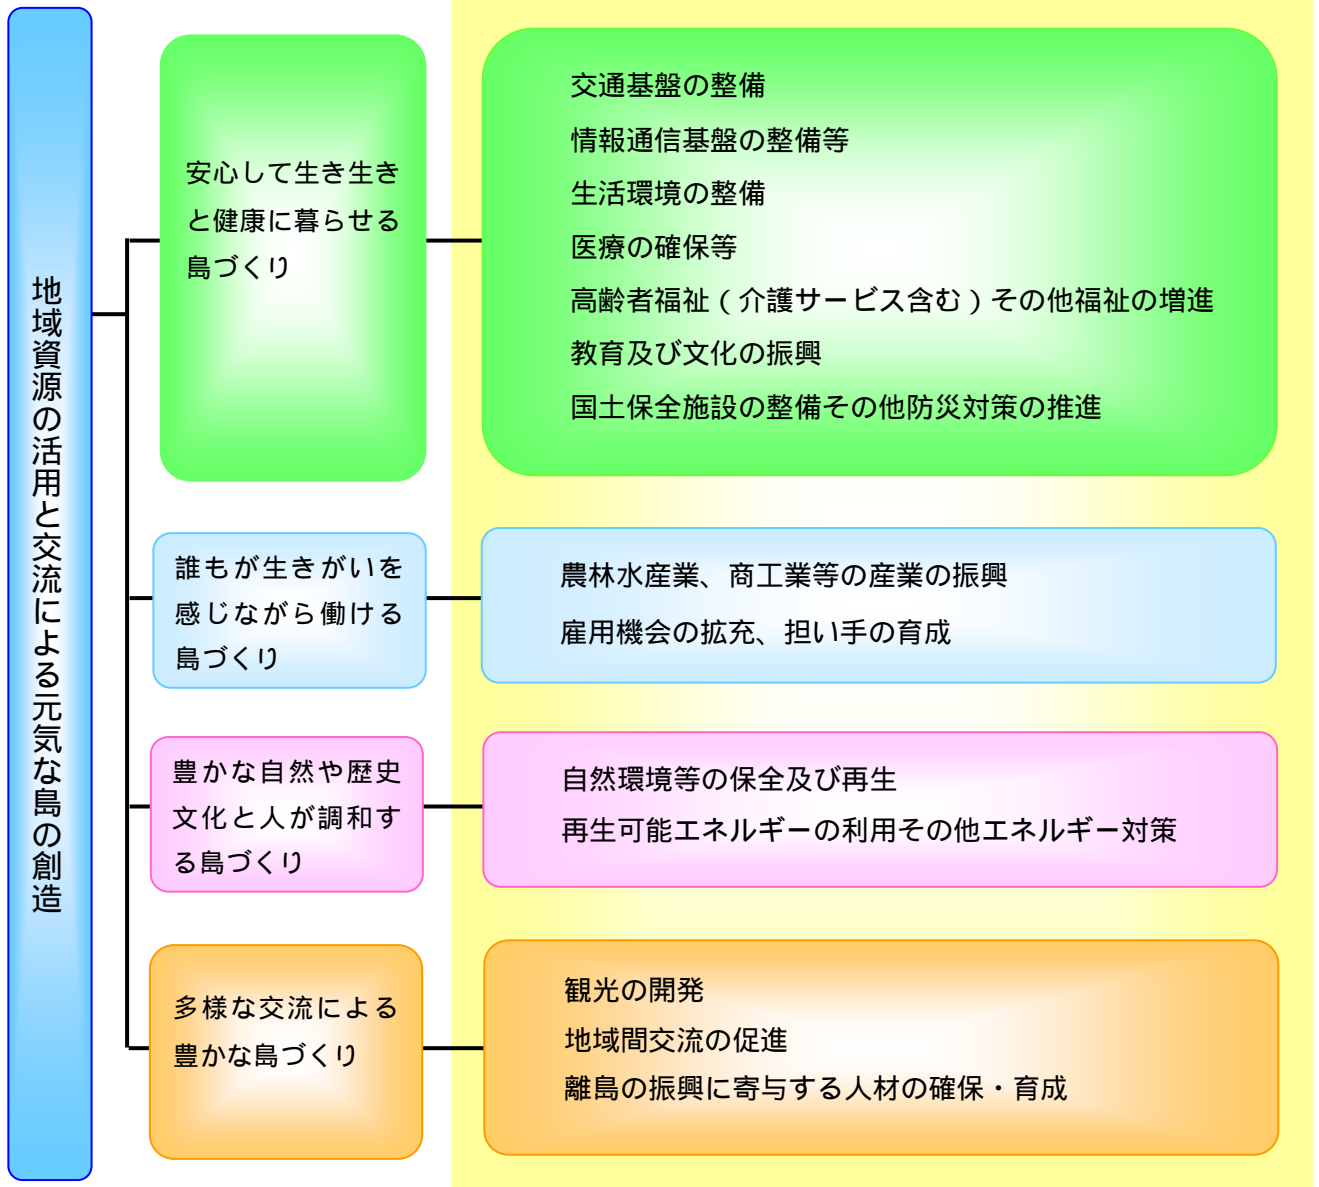 地域資源の活用と交流による元気な島の創造
安心して生き生き
と健康に暮らせる
島づくり
交通基盤の整備
情報通信基盤の整備等
生活環境の整備
医療の確保等
高齢者福祉（介護サービス含む）その他福祉の増進
教育及び文化の振興
国土保全施設の整備その他防災対策の推進
誰もが生きがいを
感じながら働ける
島づくり
農林水産業、商工業等の産業の振興
雇用機会の拡充、担い手の育成
豊かな自然や歴史
文化と人が調和す
る島づくり
自然環境等の保全及び再生
再生可能エネルギーの利用その他エネルギー対策
多様な交流による
豊かな島づくり
観光の開発
地域間交流の促進
離島の振興に寄与する人材の確保・育成